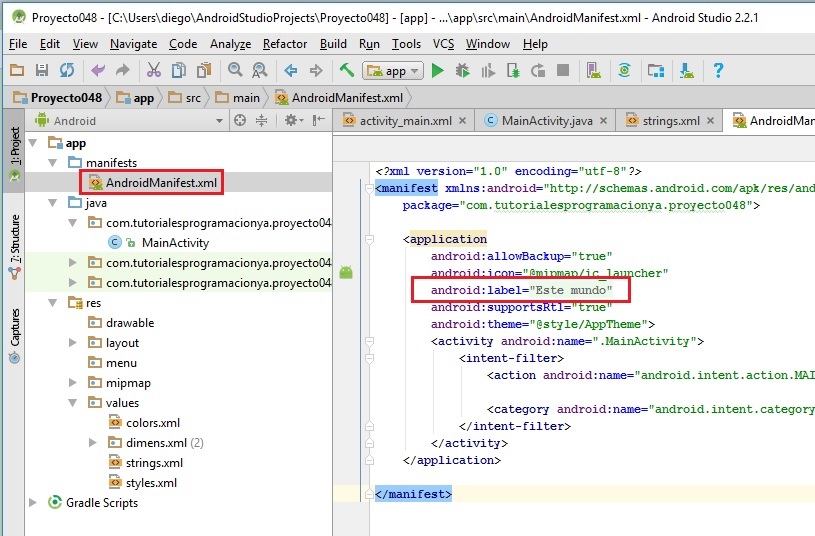 Proyecto048 - [C:\Users\diego\AndroidStudioProjects\Proyecto048] - [app] - ...\app\src\main\AndroidManifest.xml - Android Studio 2.2.1
File Edit View Navigate Code Analyze Refactor Build Run Tools VCS Window Help
app
Proyecto048 app src main AndroidManifest.xml
1: Project
7: Structure
Captures
Android
app
manifests
AndroidManifest.xml
java
com.tutorialesprogramacionya.proyecto04
MainActivity
com.tutorialesprogramacionya.proyecto04
com.tutorialesprogramacionya.proyecto04
res
drawable
layout
menu
mipmap
values
colors.xml
dimens.xml (2)
strings.xml
styles.xml
Gradle Scripts
activity_main.xml MainActivity.java strings.xml AndroidMan
<?xml version="1.0" encoding="utf-8"?>
<manifest xmlns:android="http://schemas.android.com/apk/res/and
package="com.tutorialesprogramacionya.proyecto048">
<application
android:allowBackup="true"
android:icon="@mipmap/ic_launcher"
android:label="Este mundo"
android:supportsRtl="true"
android:theme="@style/AppTheme">
<activity android:name=".MainActivity">
<intent-filter>
<action android:name="android.intent.action.MAI
<category android:name="android.intent.category
</intent-filter>
</activity>
</application>
</manifest>